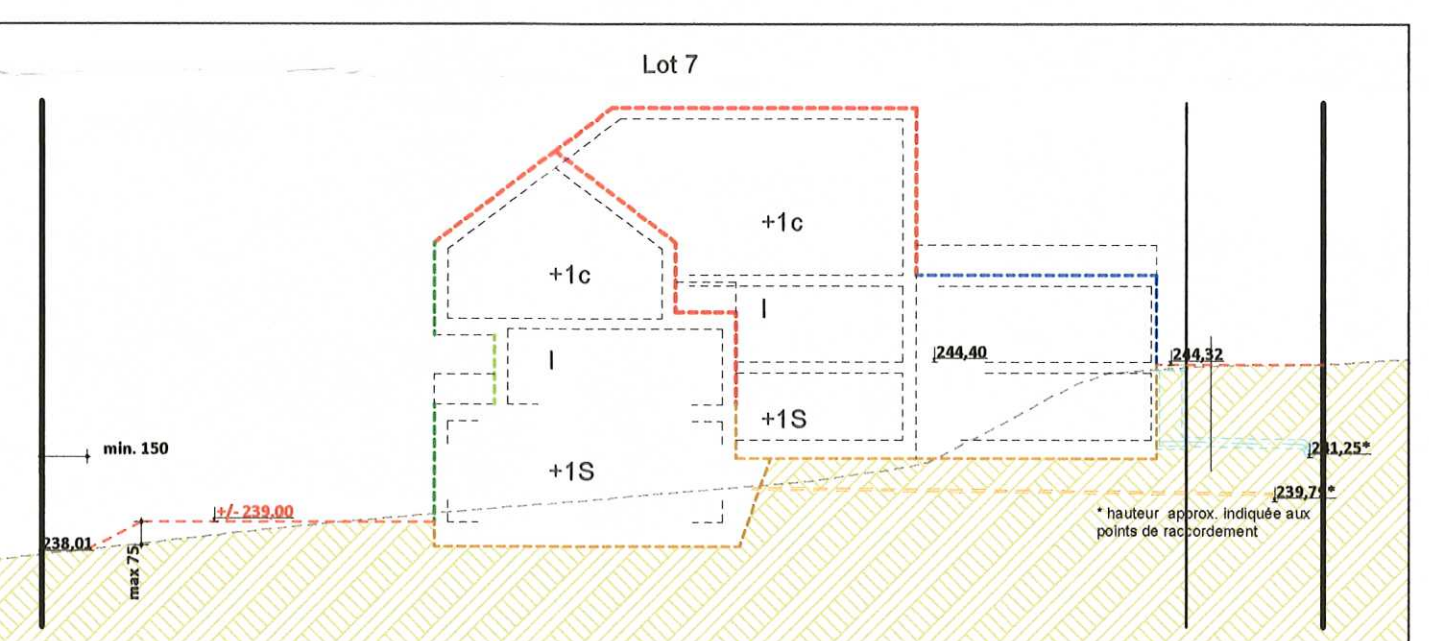 Lot 7
+1c
+1c
I
I
244,40
244,32
+1S
min. 150
241,25*
+1S
239,79*
+/- 239,00
* hauteur approx. indiquée aux
points de raccordement
238,01
max 75